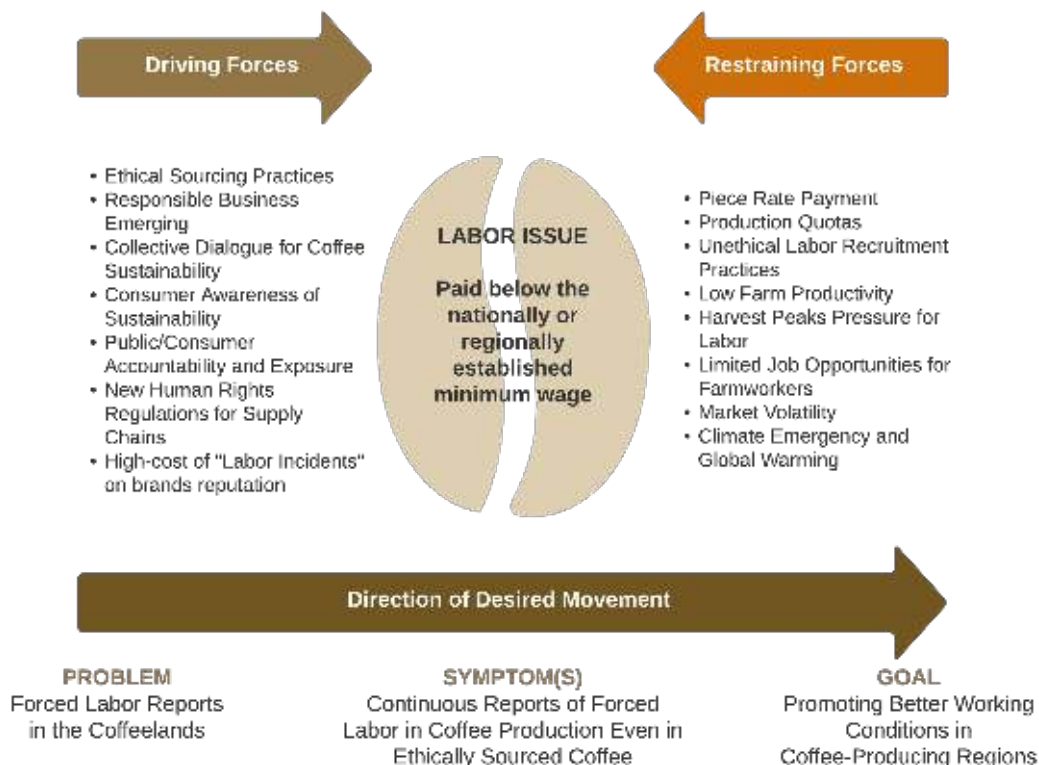 Driving Forces
Restraining Forces
• Ethical Sourcing Practices
• Responsible Business
Emerging
• Collective Dialogue for Coffee
Sustainability
• Consumer Awareness of
Sustainability
• Public/Consumer
Accountability and Exposure
• New Human Rights
Regulations for Supply
Chains
• High-cost of "Labor Incidents"
on brands reputation
LABOR ISSUE
Paid below the
nationally or
regionally
established
minimum wage
• Piece Rate Payment
• Production Quotas
• Unethical Labor Recruitment
Practices
• Low Farm Productivity
• Harvest Peaks Pressure for
Labor
• Limited Job Opportunities for
Farmworkers
• Market Volatility
• Climate Emergency and
Global Warming
Direction of Desired Movement
PROBLEM
Forced Labor Reports
in the Coffeelands
SYMPTOM(S)
Continuous Reports of Forced
Labor in Coffee Production Even in
Ethically Sourced Coffee
GOAL
Promoting Better Working
Conditions in
Coffee-Producing Regions